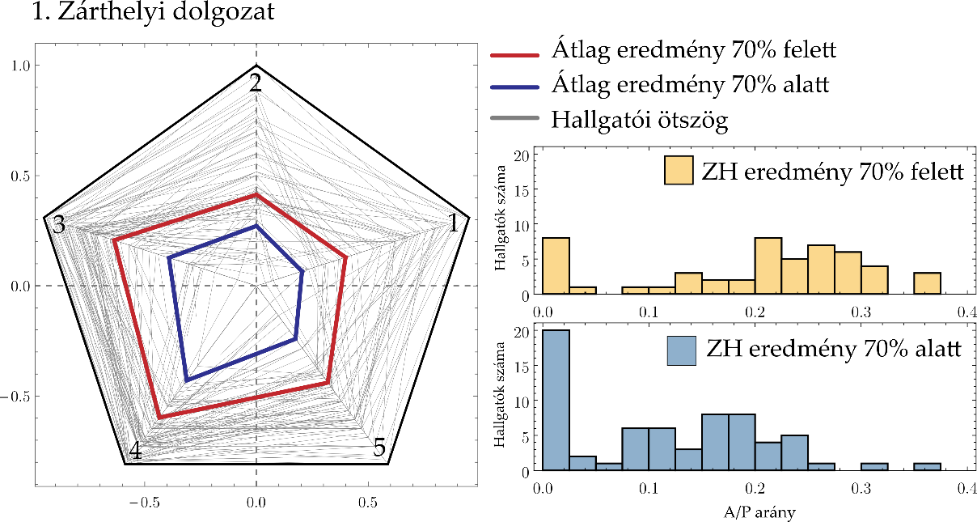 1. Zárthelyi dolgozat
Átlag eredmény 70% felett
Átlag eredmény 70% alatt
Hallgatói ötszög
1.0
0.5
0.0
−0.5
−0.5 0.0 0.5
2
3
1
4
5
Hallgatók száma
20
15
10
5
0
ZH eredmény 70% felett
0.0 0.1 0.2 0.3 0.4
Hallgatók száma
20
15
10
5
0
ZH eredmény 70% alatt
0.0 0.1 0.2 0.3 0.4
A/P arány